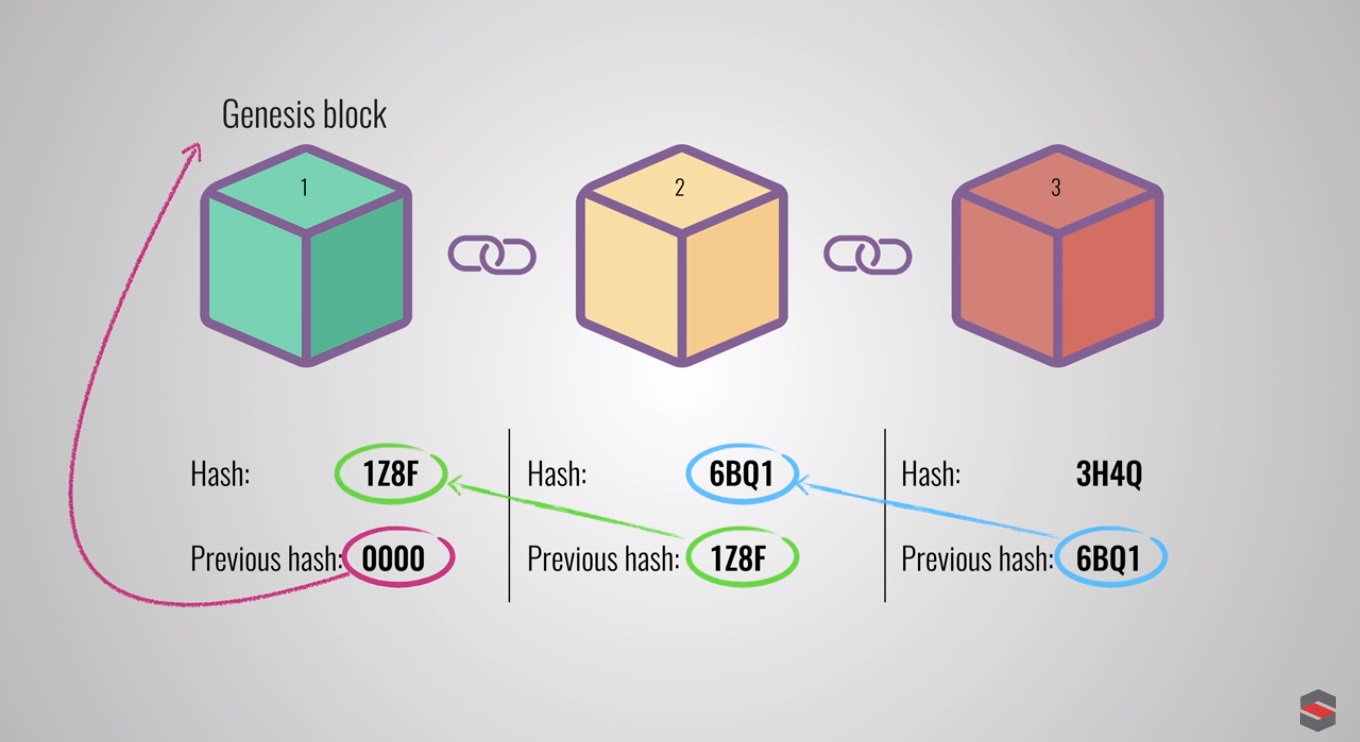 Genesis block
1
2
3
Hash: 1Z8F
Previous hash: 0000
Hash: 6BQ1
Previous hash: 1Z8F
Hash: 3H4Q
Previous hash: 6BQ1